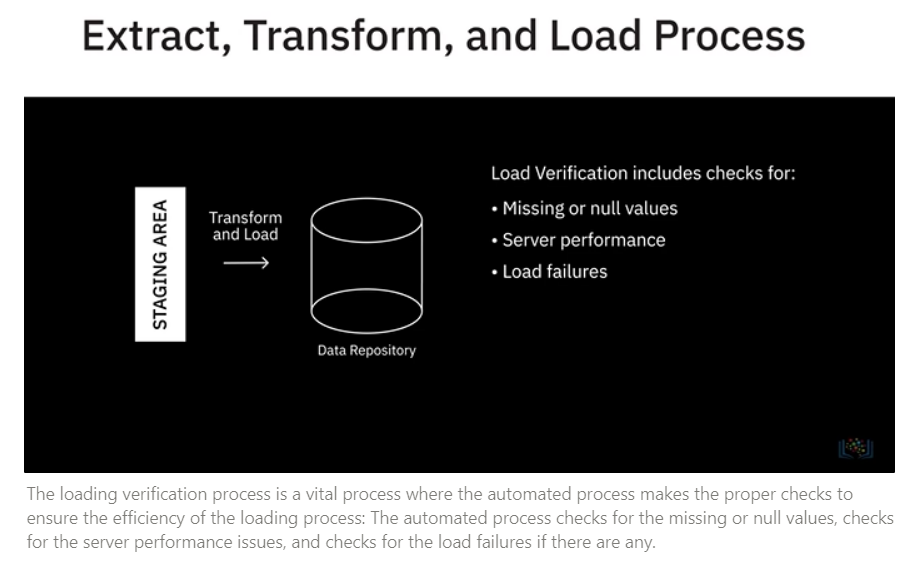 Extract, Transform, and Load Process
STAGING AREA
Transform
and Load
Data Repository
Load Verification includes checks for:
• Missing or null values
• Server performance
• Load failures
The loading verification process is a vital process where the automated process makes the proper checks to
ensure the efficiency of the loading process: The automated process checks for the missing or null values, checks
for the server performance issues, and checks for the load failures if there are any.